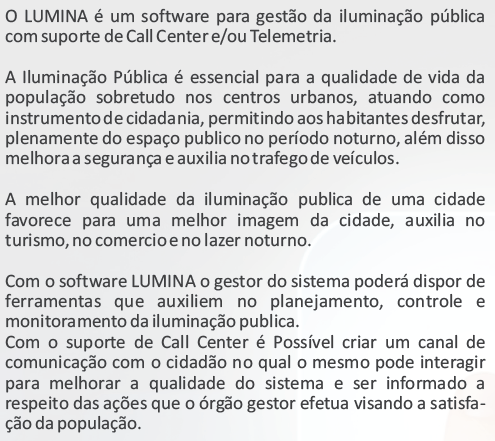 O LUMINA é um software para gestão da iluminação pública
com suporte de Call Center e/ou Telemetria.
A Iluminação Pública é essencial para a qualidade de vida da
população sobretudo nos centros urbanos, atuando como
instrumento de cidadania, permitindo aos habitantes desfrutar,
plenamente do espaço publico no período noturno, além disso
melhora a segurança e auxilia no trafego de veículos.
A melhor qualidade da iluminação publica de uma cidade
favorece para uma melhor imagem da cidade, auxilia no
turismo, no comercio e no lazer noturno.
Com o software LUMINA o gestor do sistema poderá dispor de
ferramentas que auxiliem no planejamento, controle e
monitoramento da iluminação publica.
Com o suporte de Call Center é Possível criar um canal de
comunicação com o cidadão no qual o mesmo pode interagir
para melhorar a qualidade do sistema e ser informado a
respeito das ações que o órgão gestor efetua visando a satisfa-
ção da população.